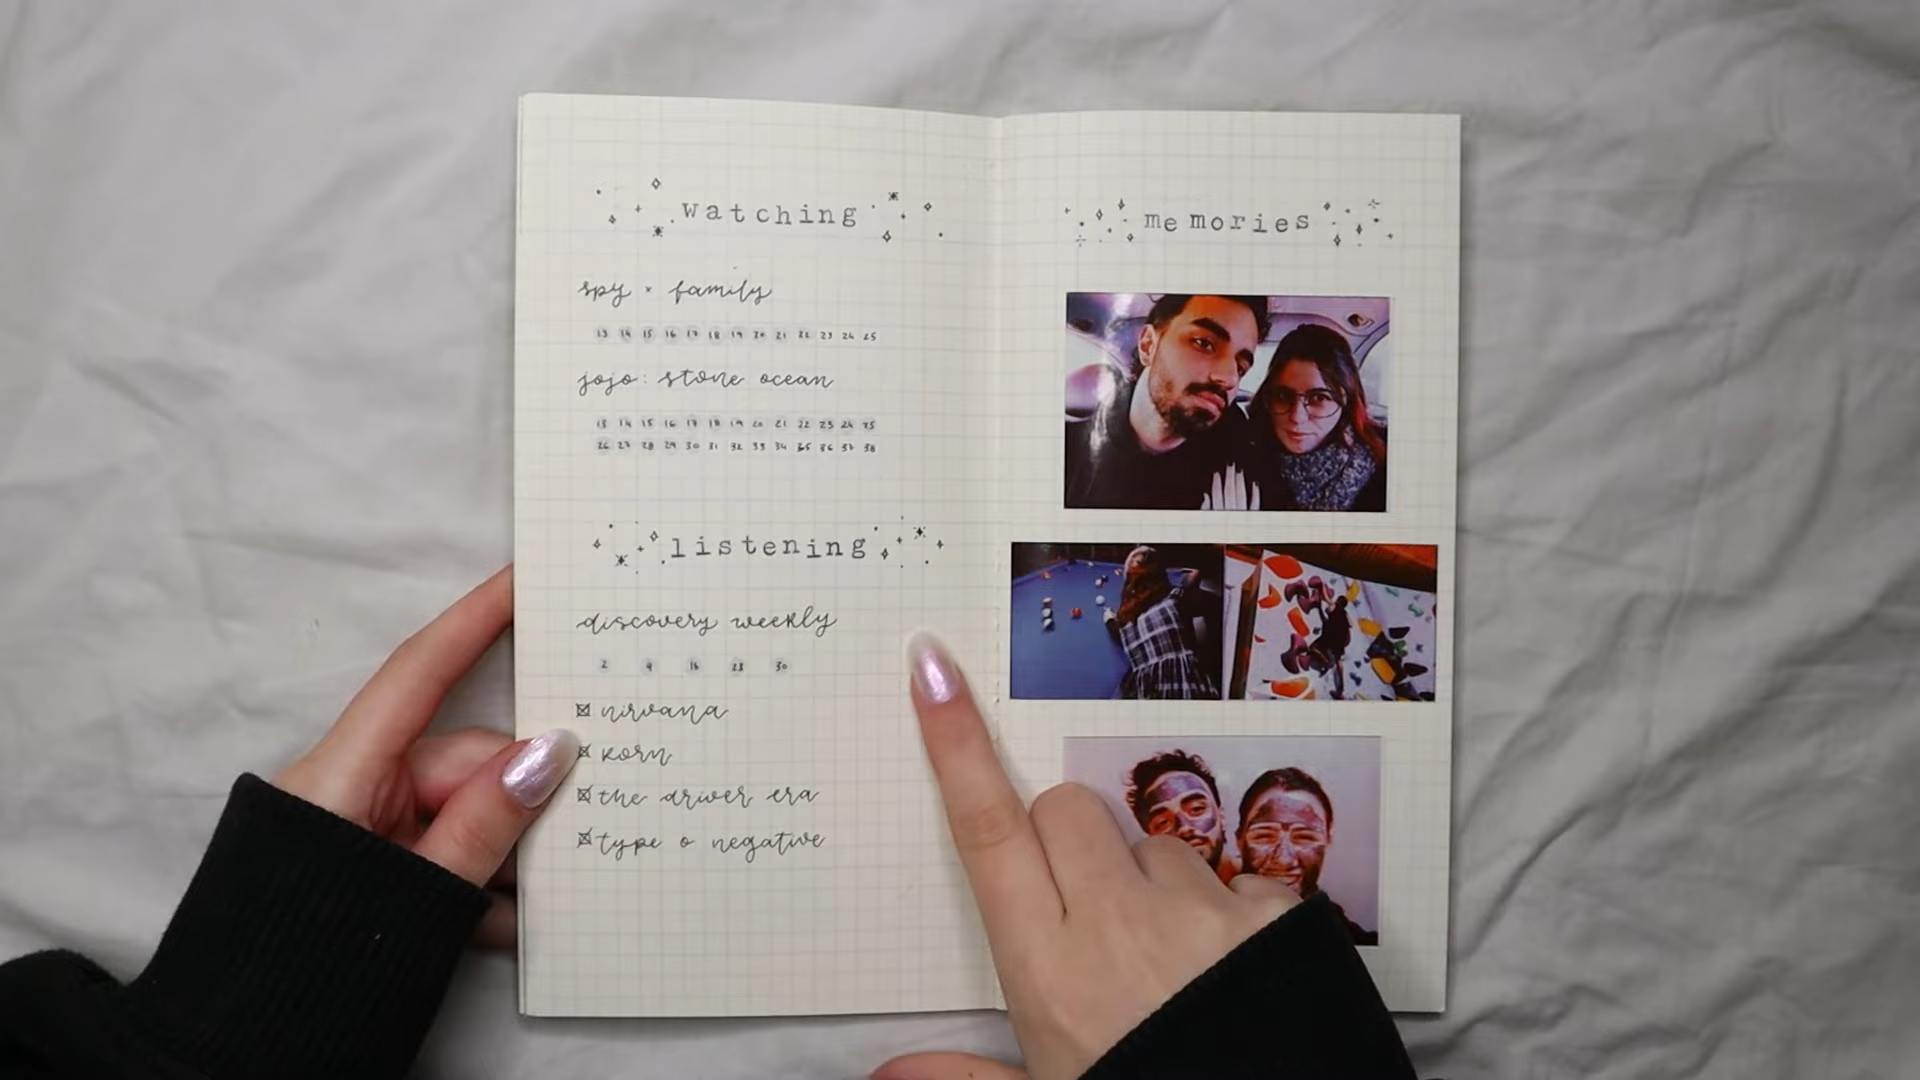 watching
spy × family
13 14 15 16 17 18 19 20 21 22 23 24 25
jojo: stone ocean
13 14 15 16 17 18 19 20 21 22 23 24 25
26 27 28 29 30 31 32 33 34 35 36 37 38
listening
discovery weekly
2 9 16 23 30
nirvana
korn
the driver era
type o negative
memories